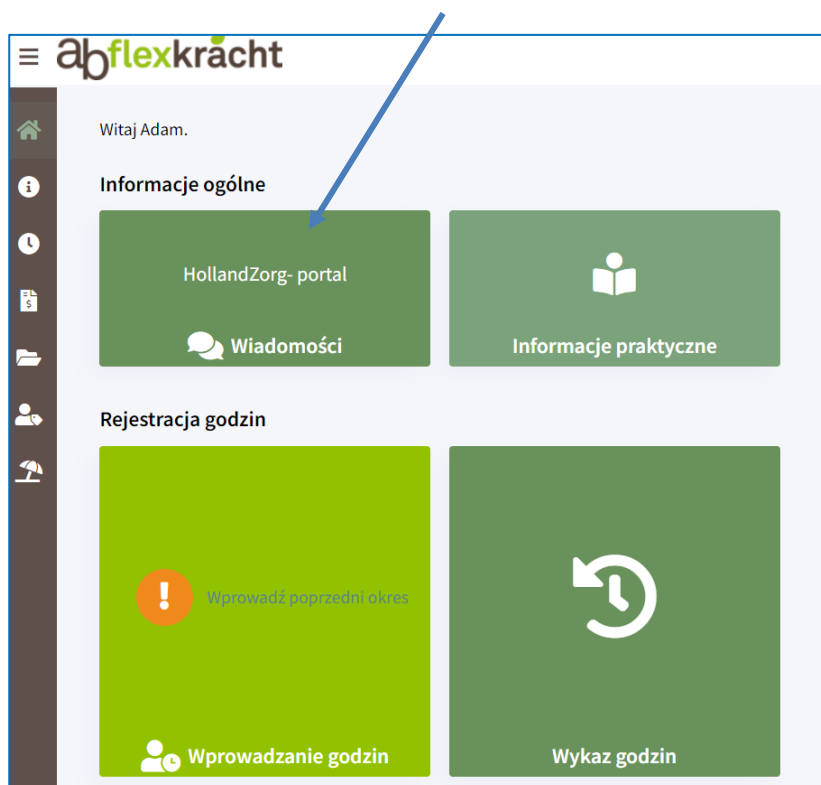 abflexkracht
Witaj Adam.
Informacje ogólne
HollandZorg- portal
Wiadomości
Informacje praktyczne
Rejestracja godzin
! Wprowadź poprzedni okres
Wprowadzanie godzin
Wykaz godzin